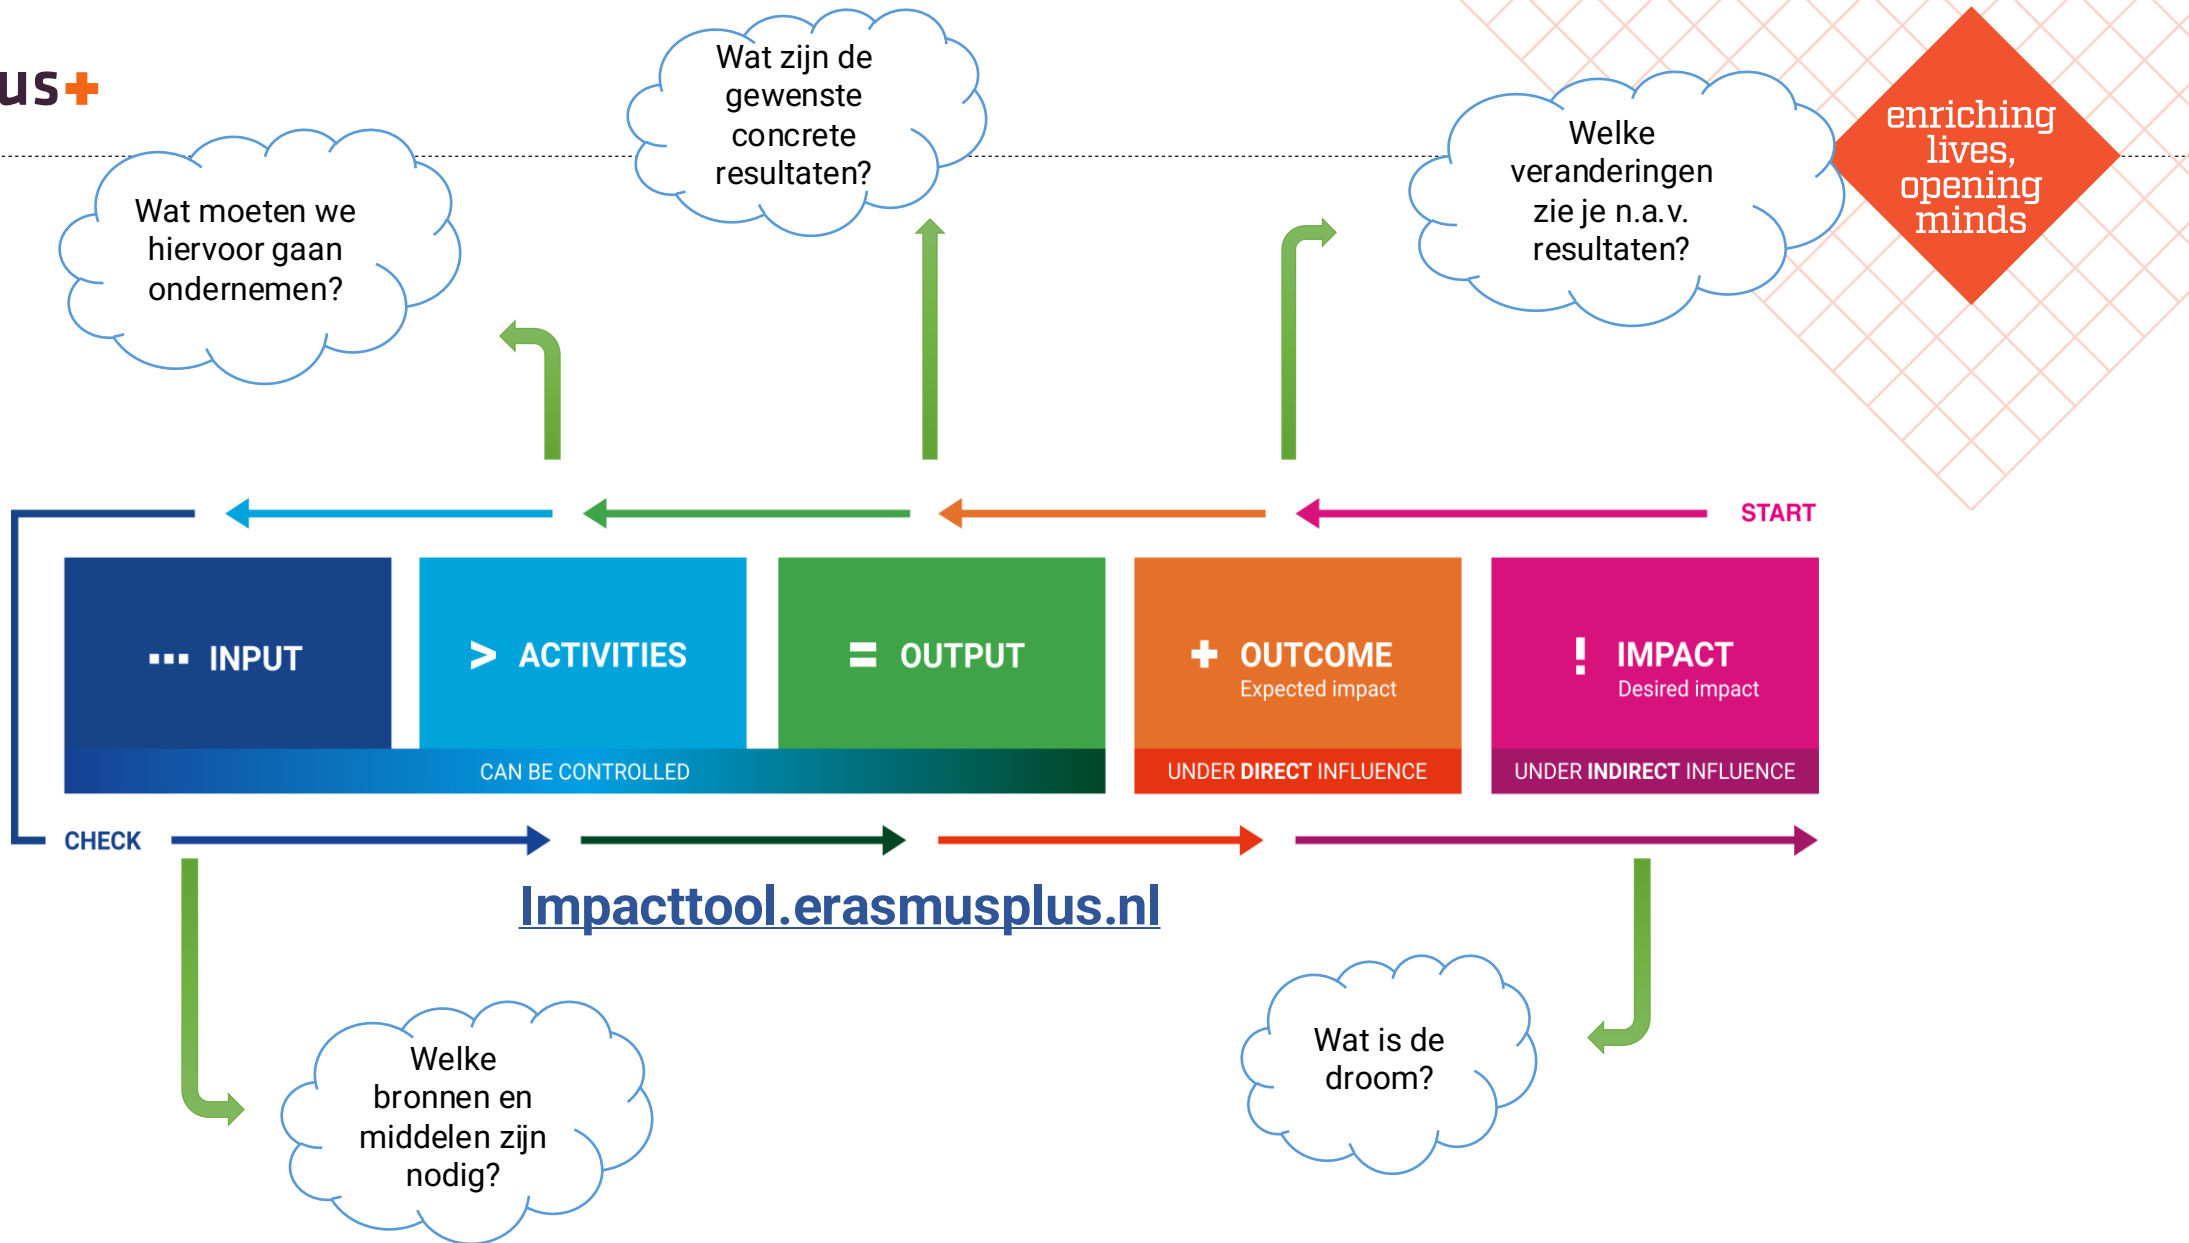 us+
Wat moeten we
hiervoor gaan
ondernemen?
Wat zijn de
gewenste
concrete
resultaten?
Welke
veranderingen
zie je n.a.v.
resultaten?
enriching
lives,
opening
minds
START
INPUT
> ACTIVITIES
= OUTPUT
+ OUTCOME
Expected impact
! IMPACT
Desired impact
CAN BE CONTROLLED
UNDER DIRECT INFLUENCE
UNDER INDIRECT INFLUENCE
CHECK
Impacttool.erasmusplus.nl
Welke
bronnen en
middelen zijn
nodig?
Wat is de
droom?